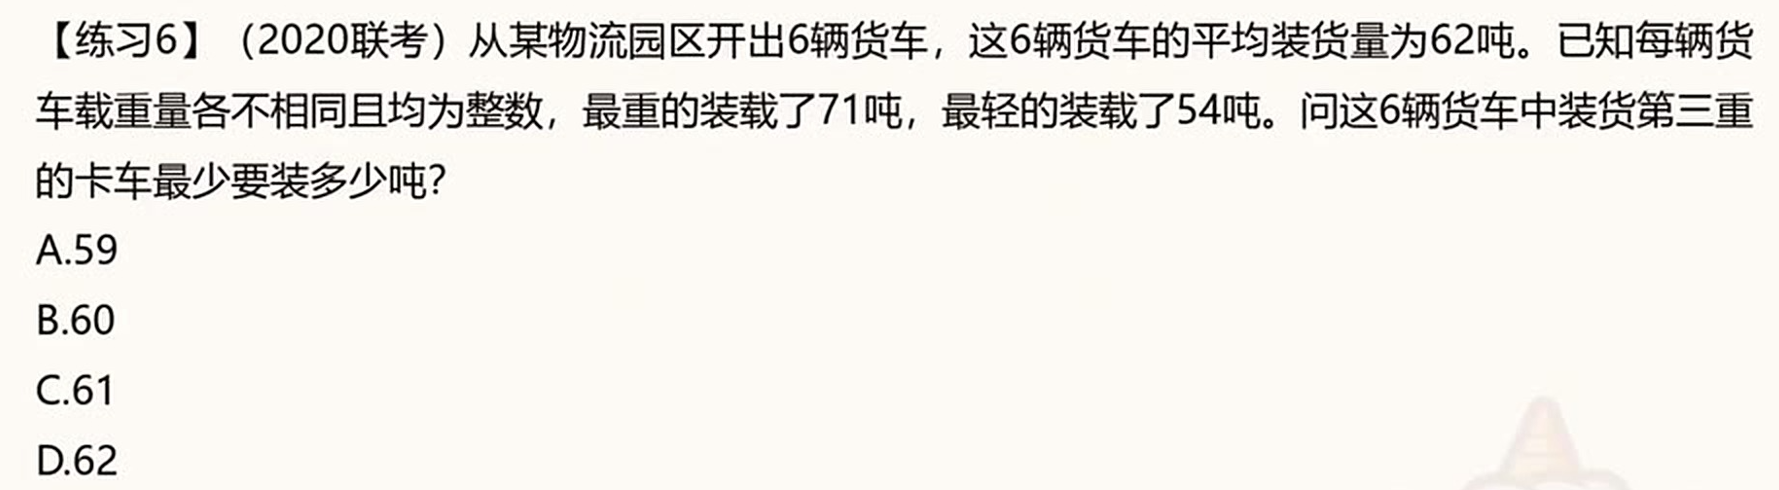 【练习6】（2020联考）从某物流园区开出6辆货车，这6辆货车的平均装货量为62吨。已知每辆货
车载重量各不相同且均为整数，最重的装载了71吨，最轻的装载了54吨。问这6辆货车中装货第三重
的卡车最少要装多少吨？
A.59
B.60
C.61
D.62